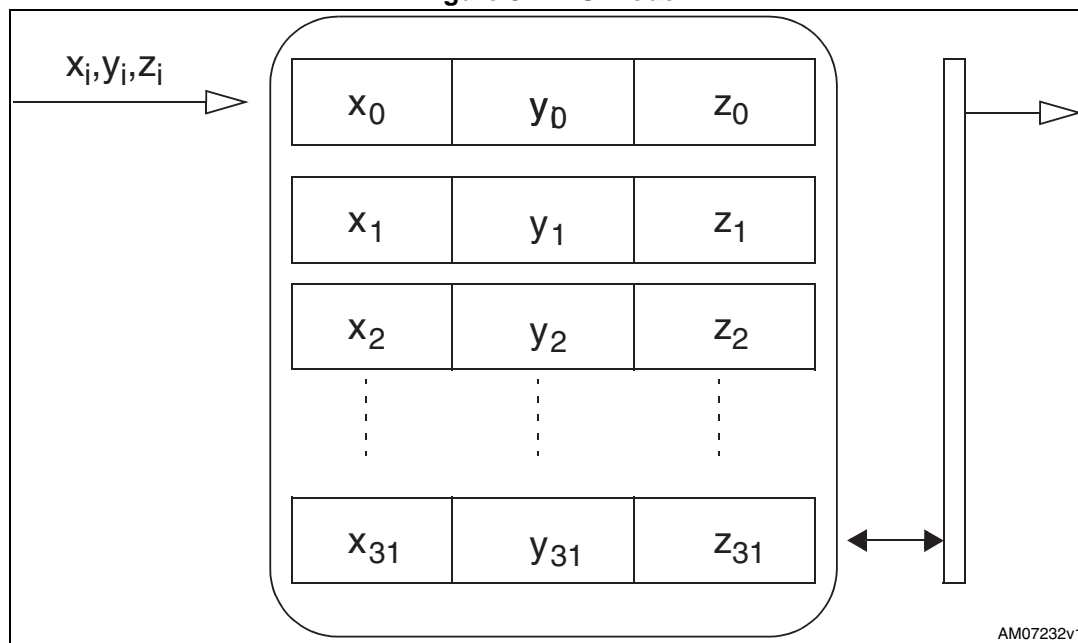 xi,yi,zi
x0 y0 z0
x1 y1 z1
x2 y2 z2
x31 y31 z31
AM07232v1